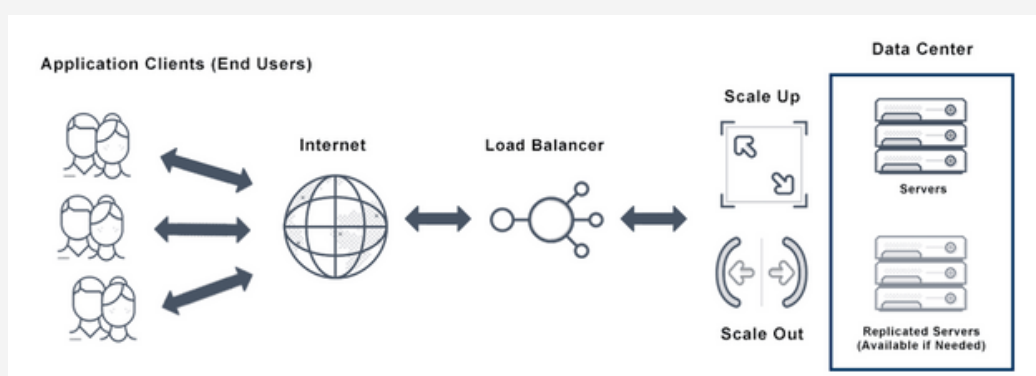 Application Clients (End Users)
Internet
Load Balancer
Scale Up
Scale Out
Data Center
Servers
Replicated Servers
(Available if Needed)